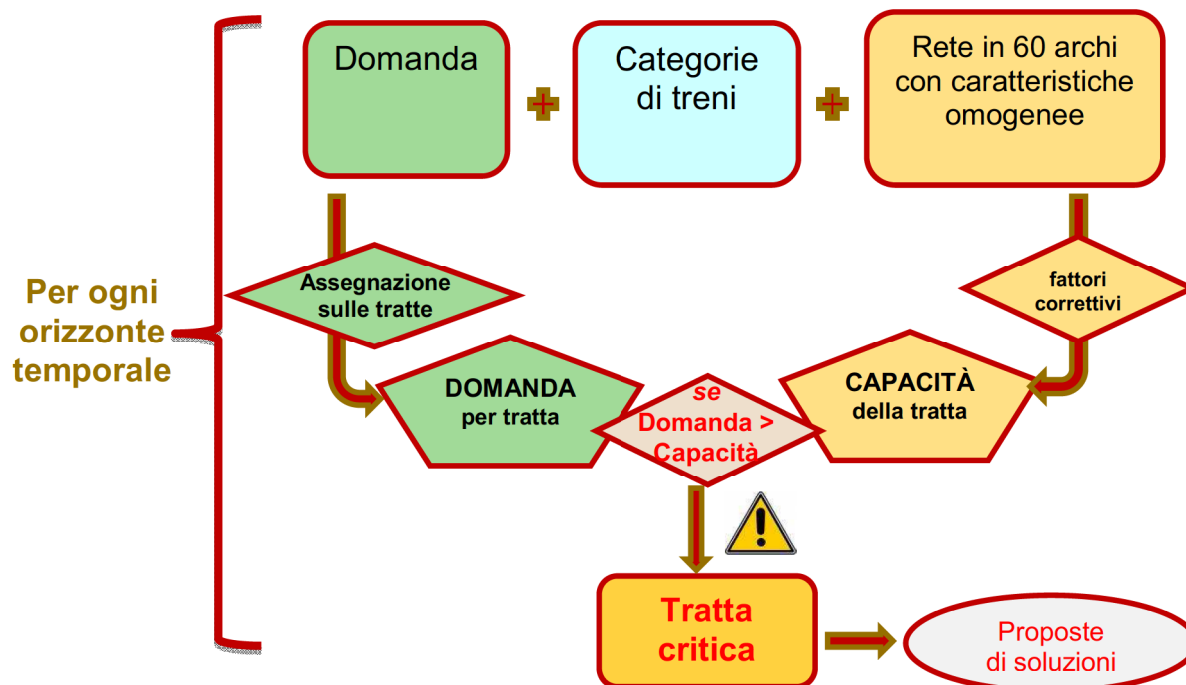 Domanda
Categorie
di treni
Rete in 60 archi
con caratteristiche
omogenee
Per ogni
orizzonte
temporale
Assegnazione
sulle tratte
fattori
correttivi
DOMANDA
per tratta
se
Domanda >
Capacità
CAPACITÀ
della tratta
Tratta
critica
Proposte
di soluzioni